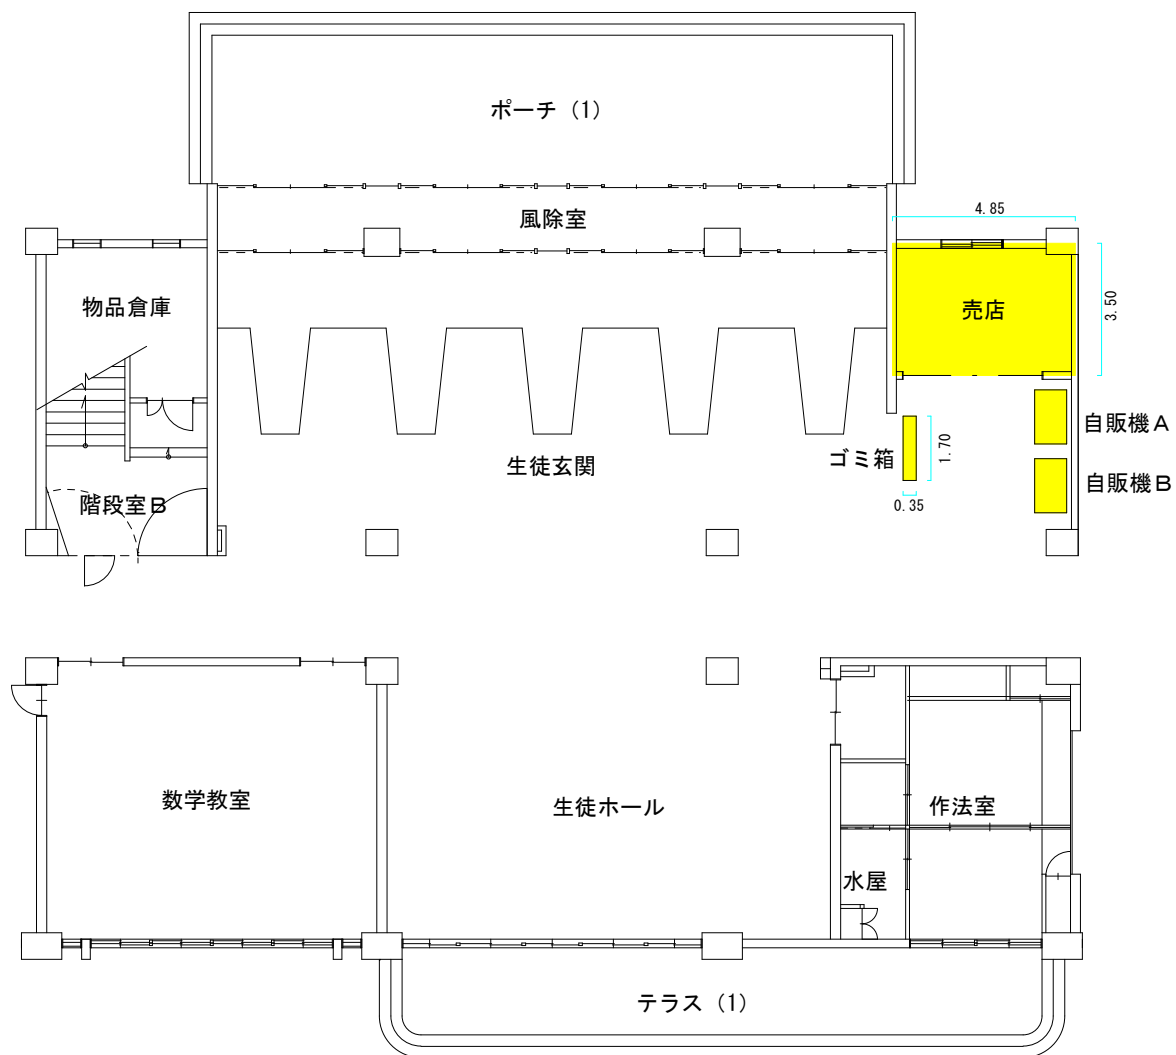 ポーチ（1）
風除室
4.85
物品倉庫
売店
3.50
自販機A
ゴミ箱
1.70
生徒玄関
自販機B
階段室B
0.35
数学教室
生徒ホール
作法室
水屋
テラス（1）